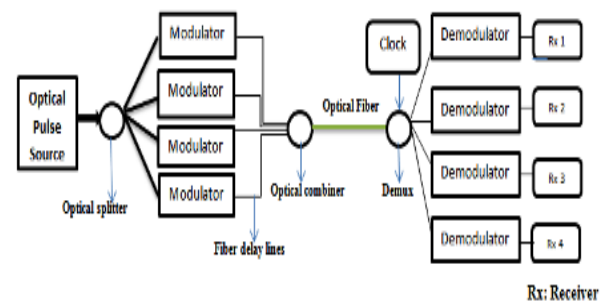 Optical
Pulse
Source
Optical splitter
Modulator
Modulator
Modulator
Modulator
Fiber delay lines
Optical combiner
Optical Fiber
Clock
Demux
Demodulator
Rx 1
Demodulator
Rx 2
Demodulator
Rx 3
Demodulator
Rx 4
Rx: Receiver